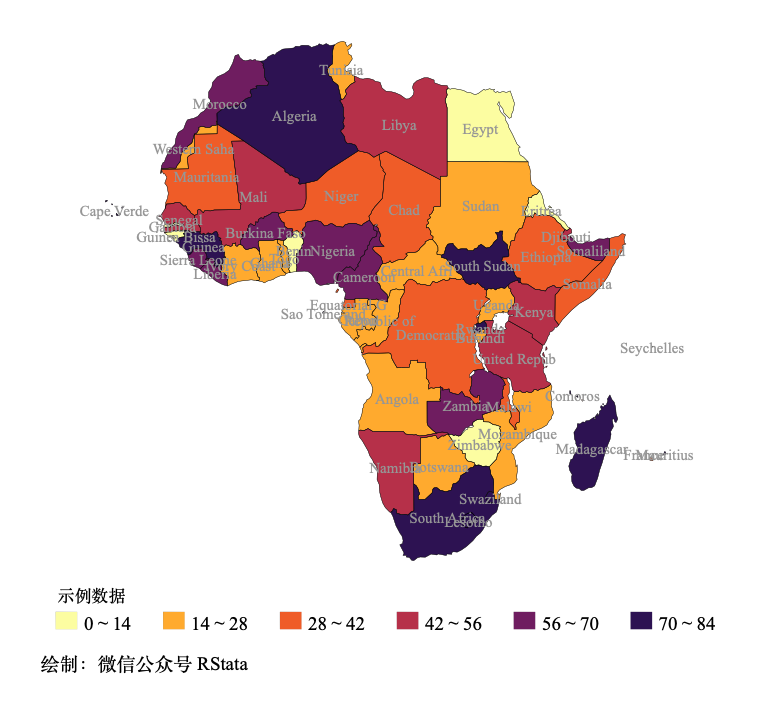 Tunisia
Morocco
Algeria
Libya
Egypt
Western Saha
Mauritania
Mali
Niger
Chad
Sudan
Eritrea
Cape Verde
Senegal
Gambia
Guinea Bissa
Guinea
Sierra Leone
Liberia
Ivory Coast
Burkina Faso
Ghana
Togo
Benin
Nigeria
Cameroon
Central Afri
South Sudan
Ethiopia
Djibouti
Somaliland
Somalia
Equatorial G
Sao Tome and
Republic of
Democratic R
Uganda
Kenya
Rwanda
Burundi
United Repub
Seychelles
Angola
Zambia
Malawi
Comoros
Mozambique
Zimbabwe
Madagascar
France
Mauritius
Namibia
Botswana
Swaziland
South Africa
Lesotho
示例数据
0 ~ 14
14 ~ 28
28 ~ 42
42 ~ 56
56 ~ 70
70 ~ 84
绘制：微信公众号 RStata